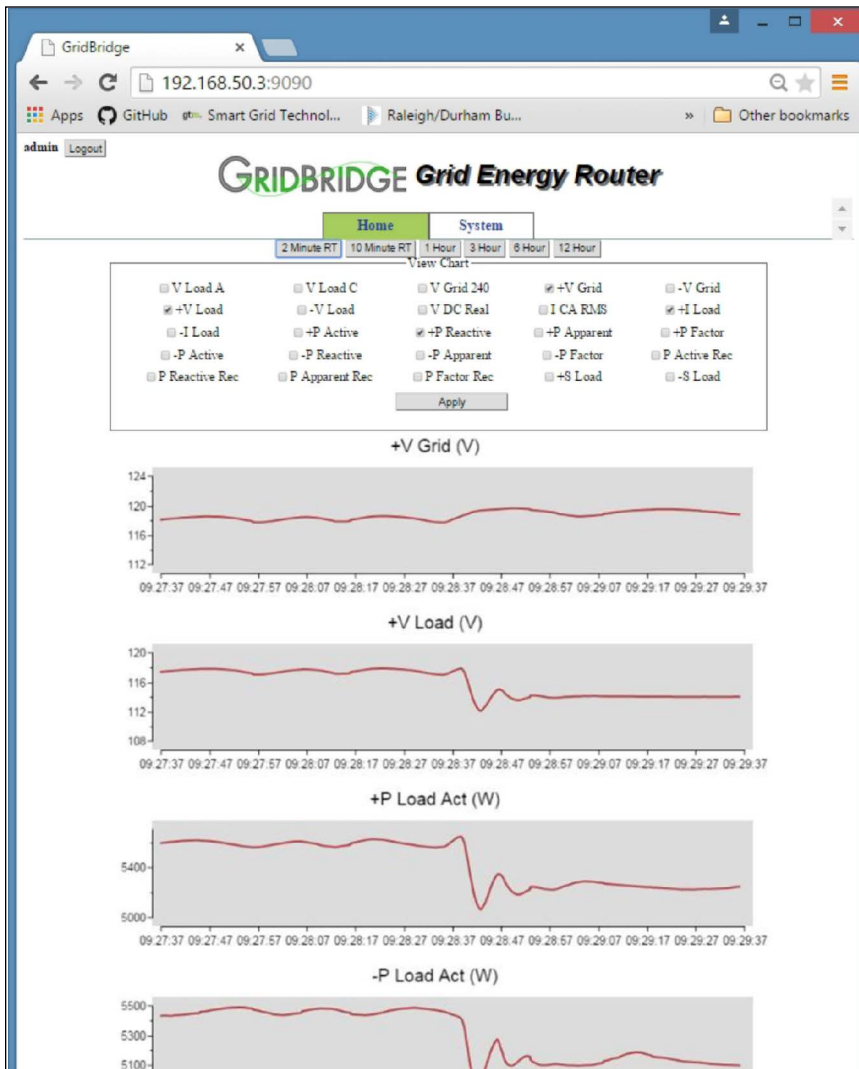 GridBridge
192.168.50.3:9090
Apps GitHub gtm Smart Grid Technol... Raleigh/Durham Bu... » Other bookmarks
admin Logout
GRIDBRIDGE Grid Energy Router
Home System
2 Minute RT 10 Minute RT 1 Hour 3 Hour 6 Hour 12 Hour
View Chart
V Load A V Load C V Grid 240 +V Grid -V Grid
+V Load -V Load V DC Real I CA RMS +I Load
-I Load +P Active +P Reactive +P Apparent +P Factor
-P Active -P Reactive -P Apparent -P Factor P Active Rec
P Reactive Rec P Apparent Rec P Factor Rec +S Load -S Load
Apply
+V Grid (V)
124
120
116
112
09:27:37 09:27:47 09:27:57 09:28:07 09:28:17 09:28:27 09:28:37 09:28:47 09:28:57 09:29:07 09:29:17 09:29:27 09:29:37
+V Load (V)
120
116
112
108
09:27:37 09:27:47 09:27:57 09:28:07 09:28:17 09:28:27 09:28:37 09:28:47 09:28:57 09:29:07 09:29:17 09:29:27 09:29:37
+P Load Act (W)
5400
5000
09:27:37 09:27:47 09:27:57 09:28:07 09:28:17 09:28:27 09:28:37 09:28:47 09:28:57 09:29:07 09:29:17 09:29:27 09:29:37
-P Load Act (W)
5500
5300
5100